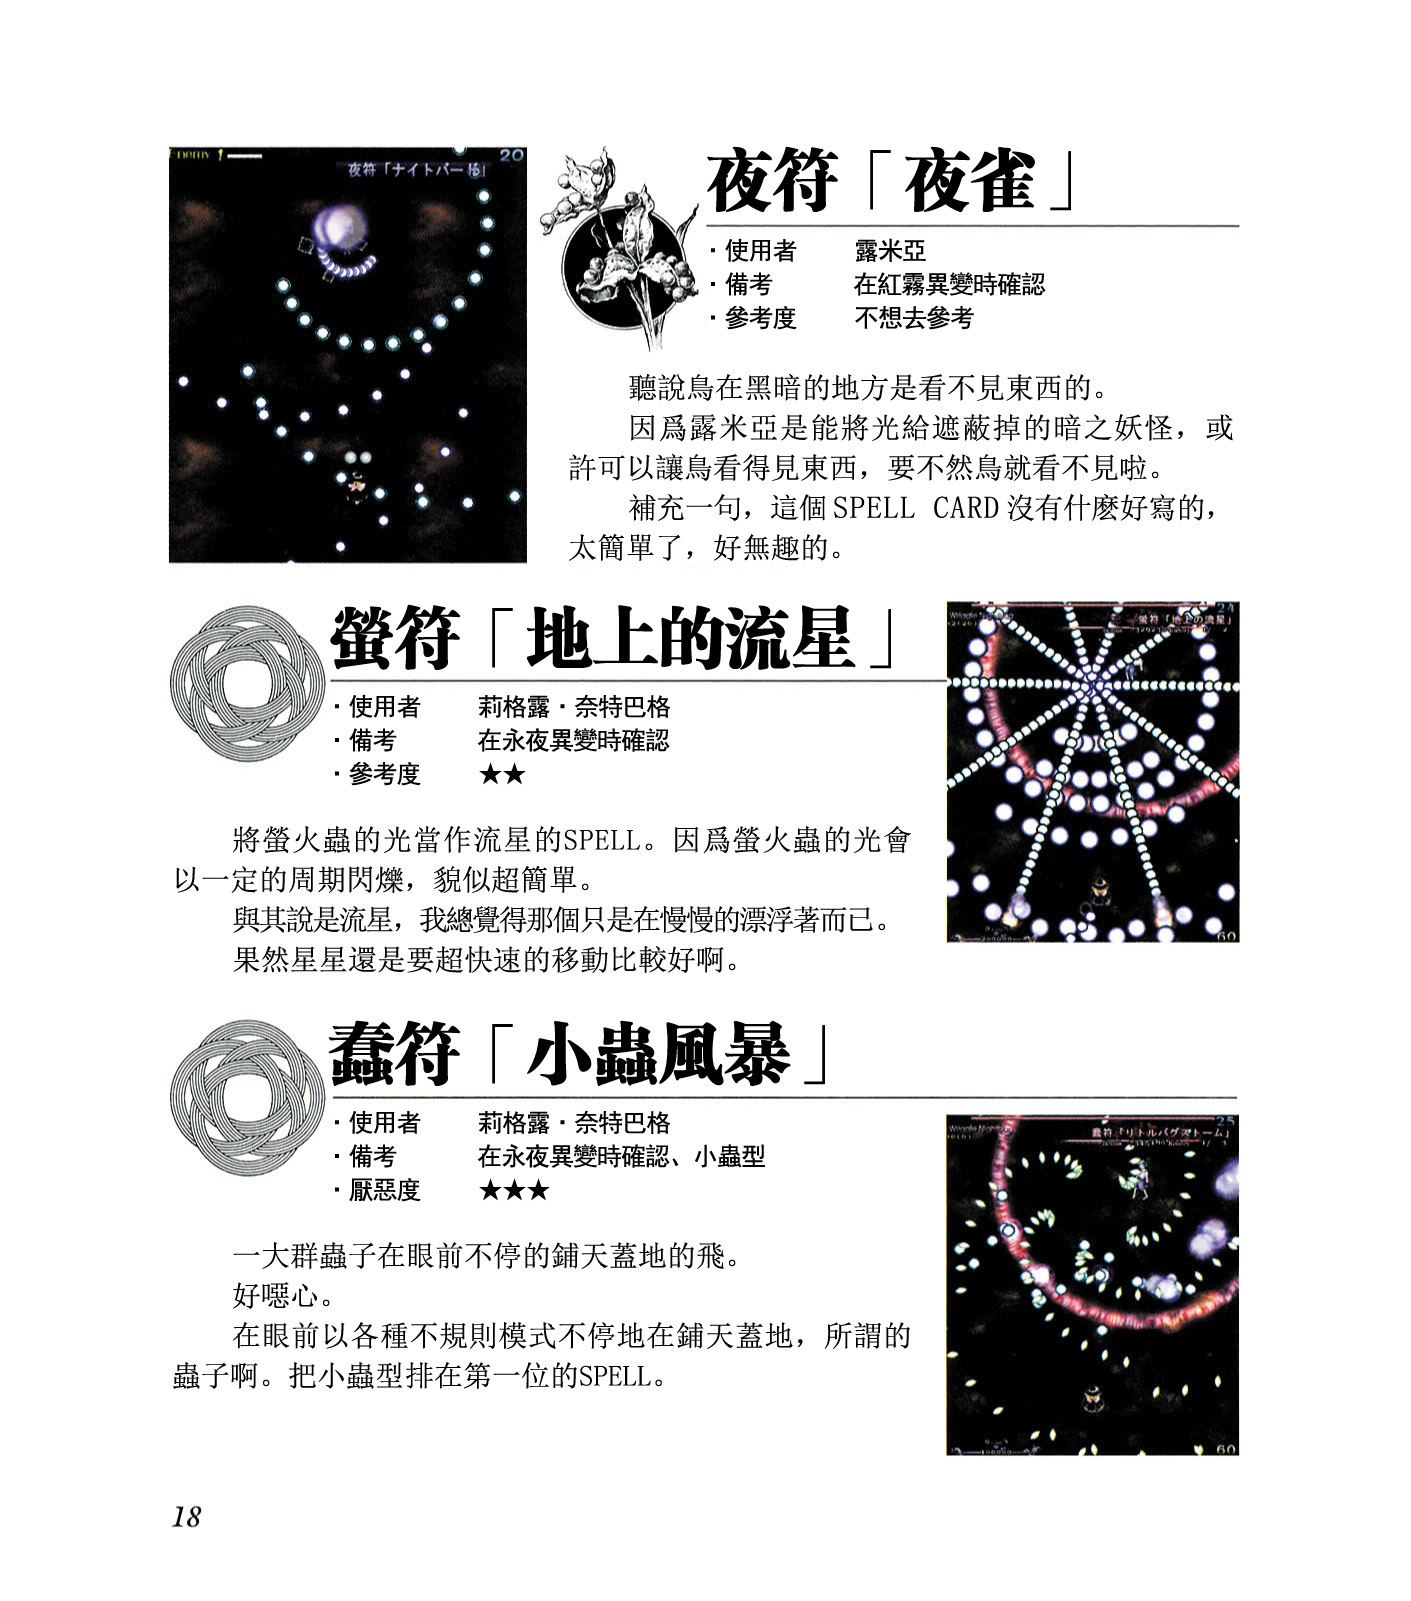 Enemy 1
20
夜符「ナイトバード」
夜符「夜雀」
·使用者 露米亞
·備考 在紅霧異變時確認
·參考度 不想去參考
聽說鳥在黑暗的地方是看不見東西的。
因爲露米亞是能將光給遮蔽掉的暗之妖怪，或
許可以讓鳥看得見東西，要不然鳥就看不見啦。
補充一句，這個 SPELL CARD 沒有什麼好寫的，
太簡單了，好無趣的。
螢符「地上的流星」
·使用者 莉格露·奈特巴格
·備考 在永夜異變時確認
·參考度 ★★
24
螢符「地上の流星」
60
將螢火蟲的光當作流星的SPELL。因爲螢火蟲的光會
以一定的周期閃爍，貌似超簡單。
與其說是流星，我總覺得那個只是在慢慢的漂浮著而已。
果然星星還是要超快速的移動比較好啊。
蠢符「小蟲風暴」
·使用者 莉格露·奈特巴格
·備考 在永夜異變時確認、小蟲型
·厭惡度 ★★★
25
蠢符「リトルバグストーム」
60
一大群蟲子在眼前不停的鋪天蓋地的飛。
好噁心。
在眼前以各種不規則模式不停地在鋪天蓋地，所謂的
蟲子啊。把小蟲型排在第一位的SPELL。
18